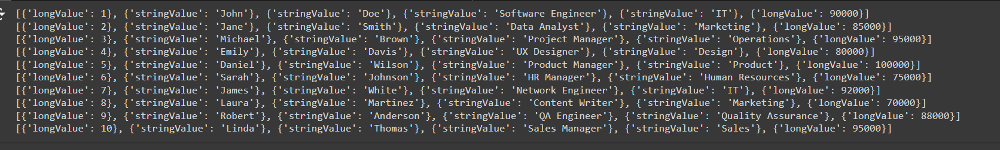 [{'longValue': 1}, {'stringValue': 'John'}, {'stringValue': 'Doe'}, {'stringValue': 'Software Engineer'}, {'stringValue': 'IT'}, {'longValue': 90000}]
[{'longValue': 2}, {'stringValue': 'Jane'}, {'stringValue': 'Smith'}, {'stringValue': 'Data Analyst'}, {'stringValue': 'Marketing'}, {'longValue': 85000}]
[{'longValue': 3}, {'stringValue': 'Michael'}, {'stringValue': 'Brown'}, {'stringValue': 'Project Manager'}, {'stringValue': 'Operations'}, {'longValue': 95000}]
[{'longValue': 4}, {'stringValue': 'Emily'}, {'stringValue': 'Davis'}, {'stringValue': 'UX Designer'}, {'stringValue': 'Design'}, {'longValue': 80000}]
[{'longValue': 5}, {'stringValue': 'Daniel'}, {'stringValue': 'Wilson'}, {'stringValue': 'Product Manager'}, {'stringValue': 'Product'}, {'longValue': 100000}]
[{'longValue': 6}, {'stringValue': 'Sarah'}, {'stringValue': 'Johnson'}, {'stringValue': 'HR Manager'}, {'stringValue': 'Human Resources'}, {'longValue': 75000}]
[{'longValue': 7}, {'stringValue': 'James'}, {'stringValue': 'White'}, {'stringValue': 'Network Engineer'}, {'stringValue': 'IT'}, {'longValue': 92000}]
[{'longValue': 8}, {'stringValue': 'Laura'}, {'stringValue': 'Martinez'}, {'stringValue': 'Content Writer'}, {'stringValue': 'Marketing'}, {'longValue': 70000}]
[{'longValue': 9}, {'stringValue': 'Robert'}, {'stringValue': 'Anderson'}, {'stringValue': 'QA Engineer'}, {'stringValue': 'Quality Assurance'}, {'longValue': 88000}]
[{'longValue': 10}, {'stringValue': 'Linda'}, {'stringValue': 'Thomas'}, {'stringValue': 'Sales Manager'}, {'stringValue': 'Sales'}, {'longValue': 95000}]